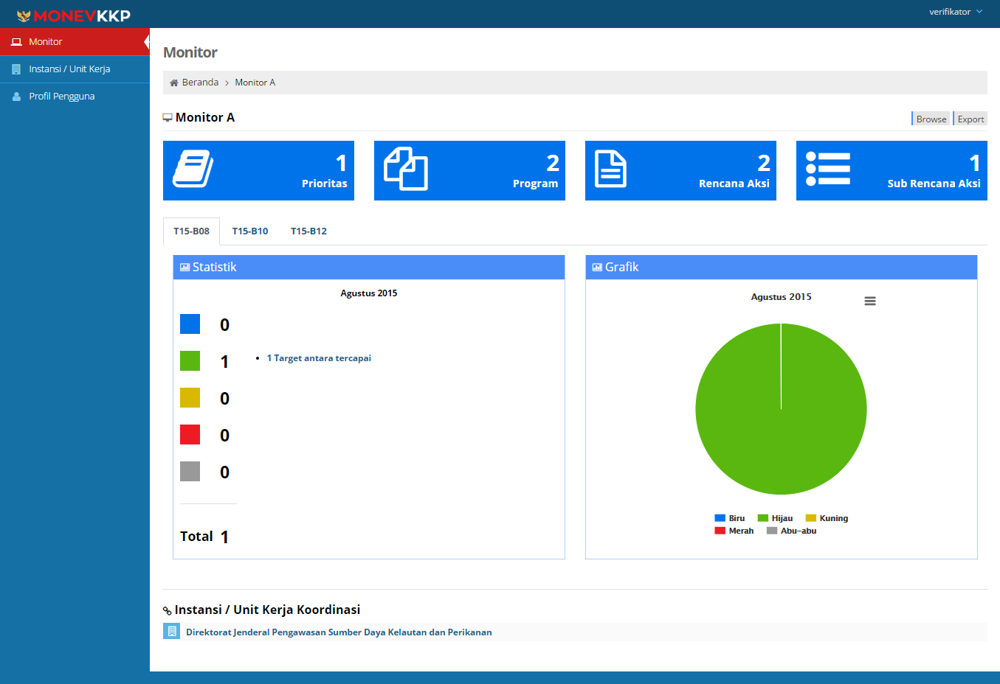 MONEVKKP
verifikator
Monitor
Instansi / Unit Kerja
Profil Pengguna
Monitor
Beranda > Monitor A
Monitor A
Browse Export
1
Prioritas
2
Program
2
Rencana Aksi
1
Sub Rencana Aksi
T15-B08 T15-B10 T15-B12
Statistik
Agustus 2015
0
1
• 1 Target antara tercapai
0
0
0
Total 1
Grafik
Agustus 2015
Biru Hijau Kuning
Merah Abu-abu
Instansi / Unit Kerja Koordinasi
Direktorat Jenderal Pengawasan Sumber Daya Kelautan dan Perikanan